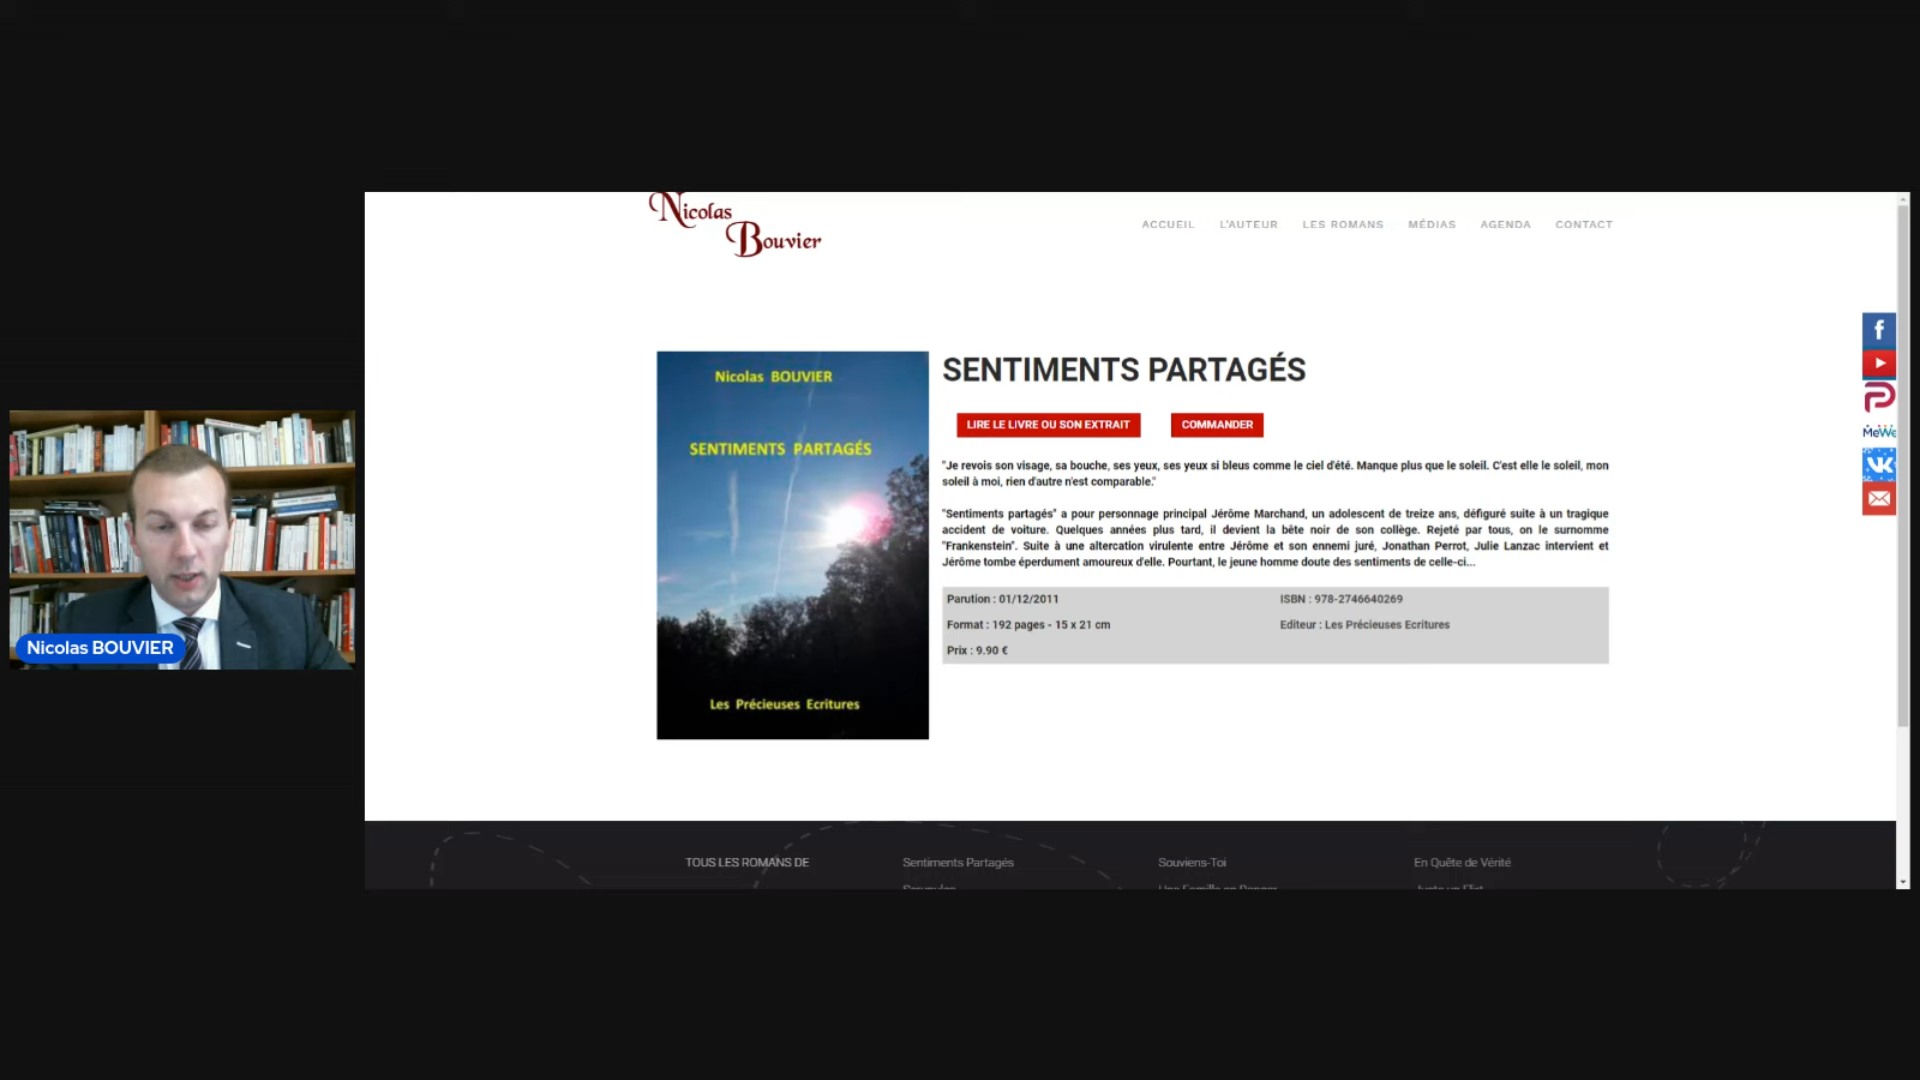 Nicolas
Bouvier
ACCUEIL L'AUTEUR LES ROMANS MÉDIAS AGENDA CONTACT
Nicolas BOUVIER
SENTIMENTS PARTAGÉS
Les Précieuses Ecritures
SENTIMENTS PARTAGÉS
LIRE LE LIVRE OU SON EXTRAIT COMMANDER
"Je revois son visage, sa bouche, ses yeux, ses yeux si bleus comme le ciel d'été. Manque plus que le soleil. C'est elle le soleil, mon
soleil à moi, rien d'autre n'est comparable."
"Sentiments partagés" a pour personnage principal Jérôme Marchand, un adolescent de treize ans, défiguré suite à un tragique
accident de voiture. Quelques années plus tard, il devient la bête noir de son collège. Rejeté par tous, on le surnomme
"Frankenstein". Suite à une altercation virulente entre Jérôme et son ennemi juré, Jonathan Perrot, Julie Lanzac intervient et
Jérôme tombe éperdument amoureux d'elle. Pourtant, le jeune homme doute des sentiments de celle-ci...
Parution : 01/12/2011 ISBN : 978-2746640269
Format : 192 pages - 15 x 21 cm Editeur : Les Précieuses Ecritures
Prix : 9.90 €
MeWe
Nicolas BOUVIER
TOUS LES ROMANS DE Sentiments Partagés Souviens-Toi En Quête de Vérité